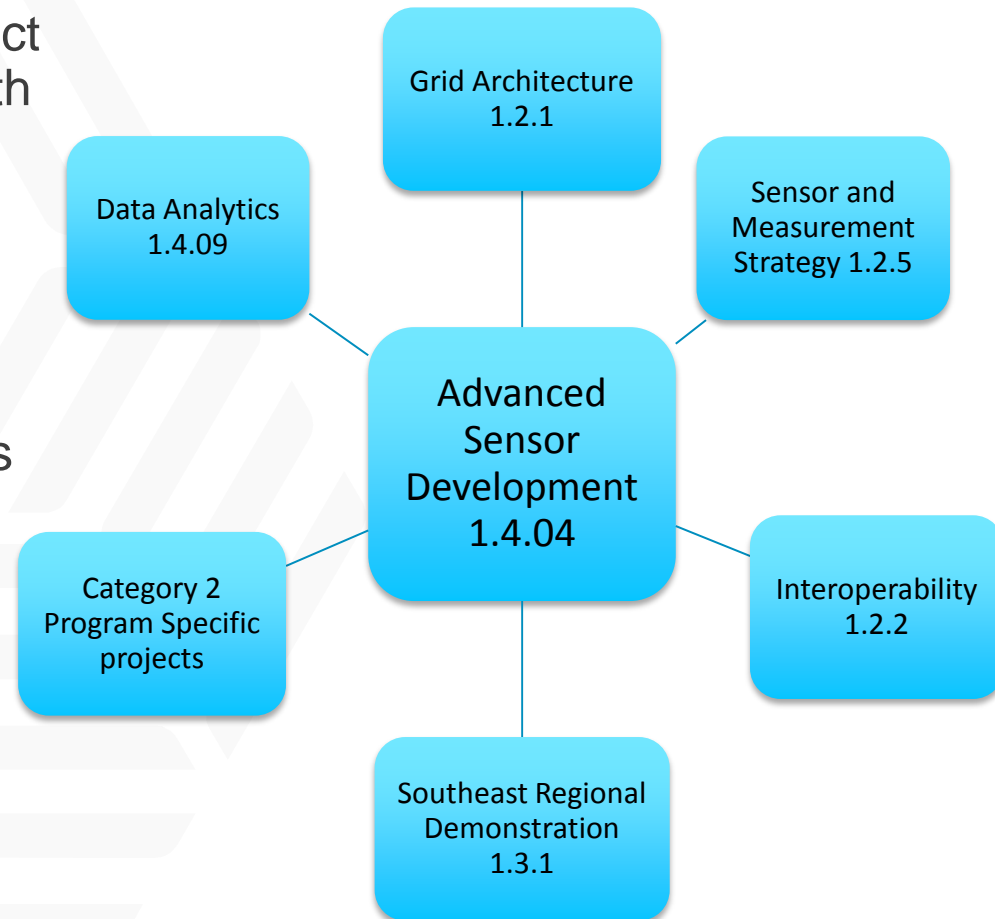 Grid Architecture
1.2.1
Data Analytics
1.4.09
Sensor and
Measurement
Strategy 1.2.5
Advanced
Sensor
Development
1.4.04
Category 2
Program Specific
projects
Interoperability
1.2.2
Southeast Regional
Demonstration
1.3.1